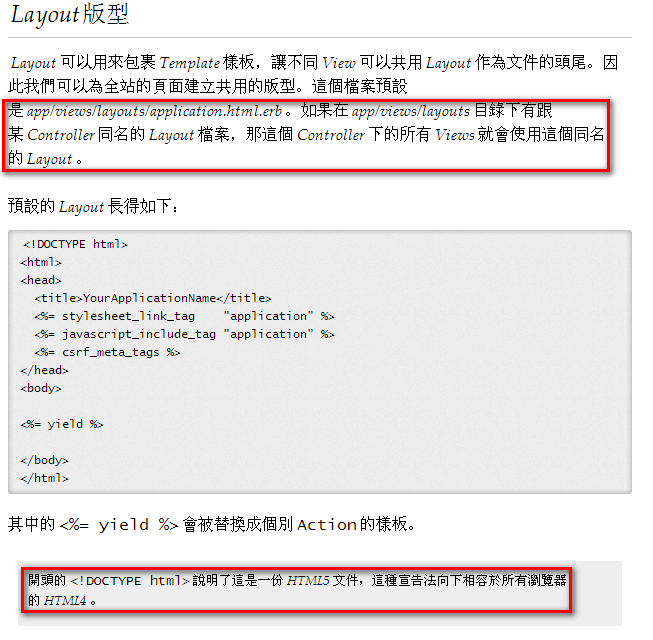 Layout 版型
Layout 可以用來包裹 Template 樣板，讓不同 View 可以共用 Layout 作為文件的頭尾。因
此我們可以為全站的頁面建立共用的版型。這個檔案預設
是 app/views/layouts/application.html.erb。如果在 app/views/layouts 目錄下有跟
某 Controller 同名的 Layout 檔案，那這個 Controller 下的所有 Views 就會使用這個同名
的 Layout。
預設的 Layout 長得如下：
<!DOCTYPE html>
<html>
<head>
  <title>YourApplicationName</title>
  <%= stylesheet_link_tag    "application" %>
  <%= javascript_include_tag "application" %>
  <%= csrf_meta_tags %>
</head>
<body>
<%= yield %>
</body>
</html>
其中的 <%= yield %> 會被替換成個別 Action 的樣板。
開頭的 <!DOCTYPE html> 說明了這是一份 HTML5 文件，這種宣告法向下相容於所有瀏覽器
的 HTML4。